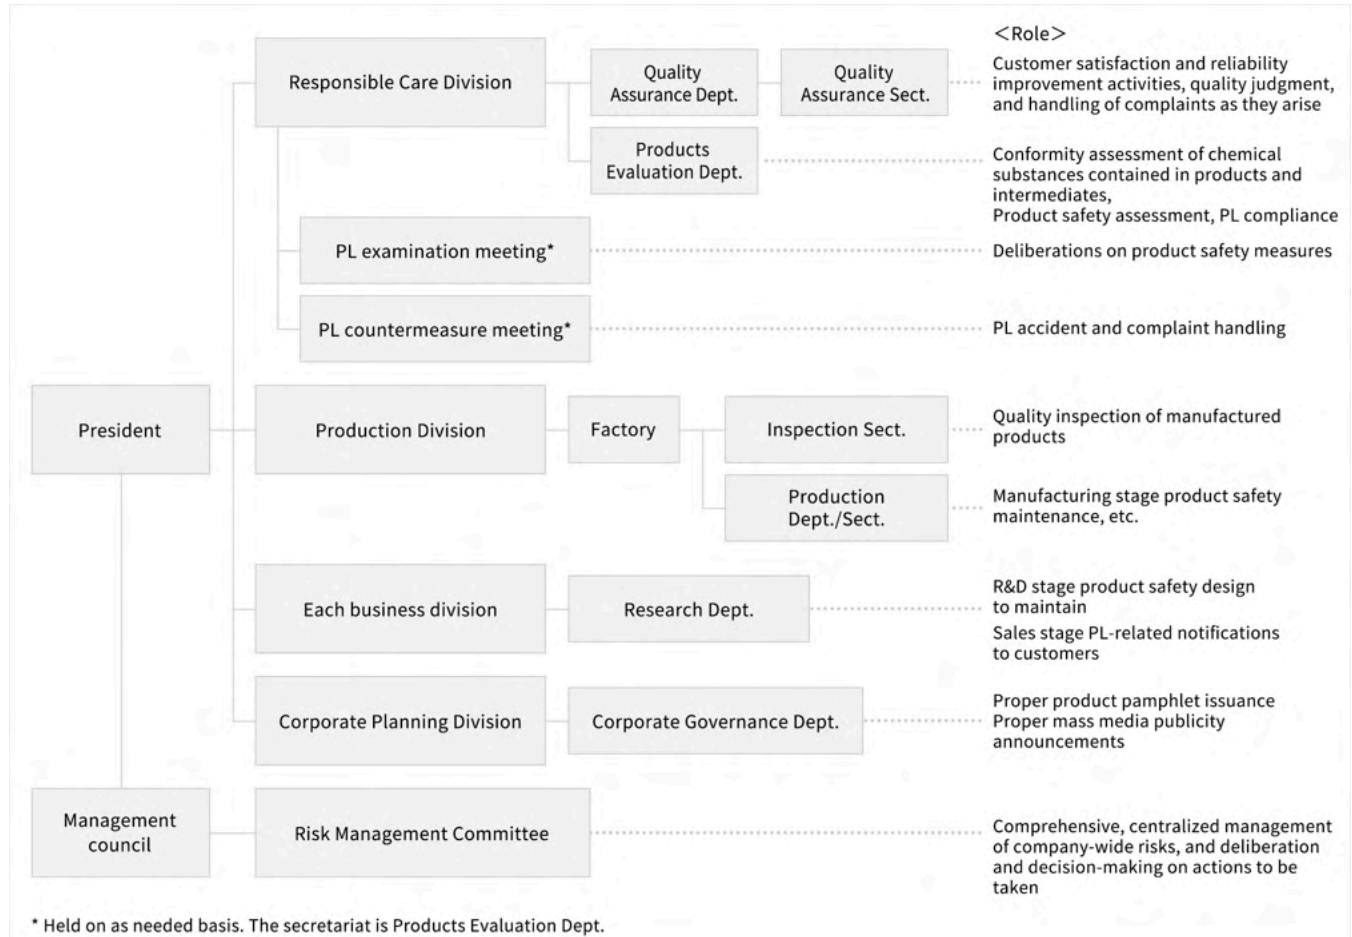 <Role>
Responsible Care Division
Quality
Assurance Dept.
Quality
Assurance Sect.
Customer satisfaction and reliability
improvement activities, quality judgment,
and handling of complaints as they arise
Products
Evaluation Dept.
Conformity assessment of chemical
substances contained in products and
intermediates,
Product safety assessment, PL compliance
PL examination meeting*
Deliberations on product safety measures
PL countermeasure meeting*
PL accident and complaint handling
President
Production Division
Factory
Inspection Sect.
Quality inspection of manufactured
products
Production
Dept./Sect.
Manufacturing stage product safety
maintenance, etc.
Each business division
Research Dept.
R&D stage product safety design
to maintain
Sales stage PL-related notifications
to customers
Corporate Planning Division
Corporate Governance Dept.
Proper product pamphlet issuance
Proper mass media publicity
announcements
Management
council
Risk Management Committee
Comprehensive, centralized management
of company-wide risks, and deliberation
and decision-making on actions to be
taken
* Held on as needed basis. The secretariat is Products Evaluation Dept.